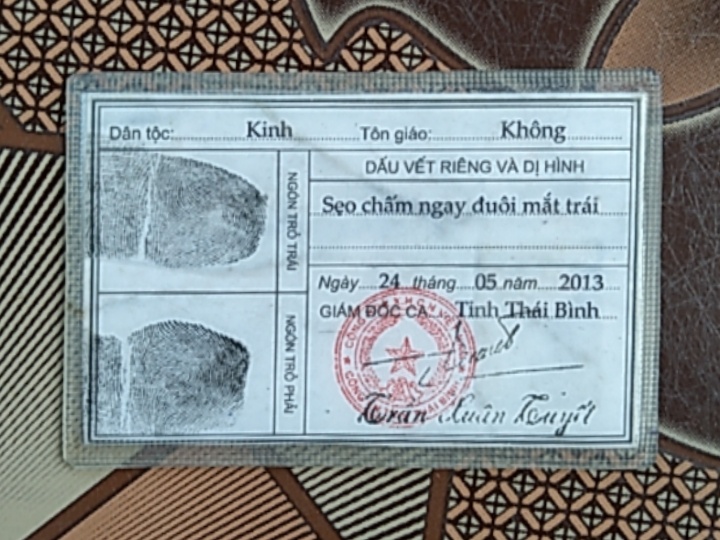 Dân tộc: Kinh Tôn giáo: Không
NGÓN TRỎ TRÁI
DẤU VẾT RIÊNG VÀ DỊ HÌNH
Sẹo chấm ngay đuôi mắt trái
NGÓN TRỎ PHẢI
Ngày 24 tháng 05 năm 2013
GIÁM ĐỐC CA Tỉnh Thái Bình
Trần Xuân Tuyết